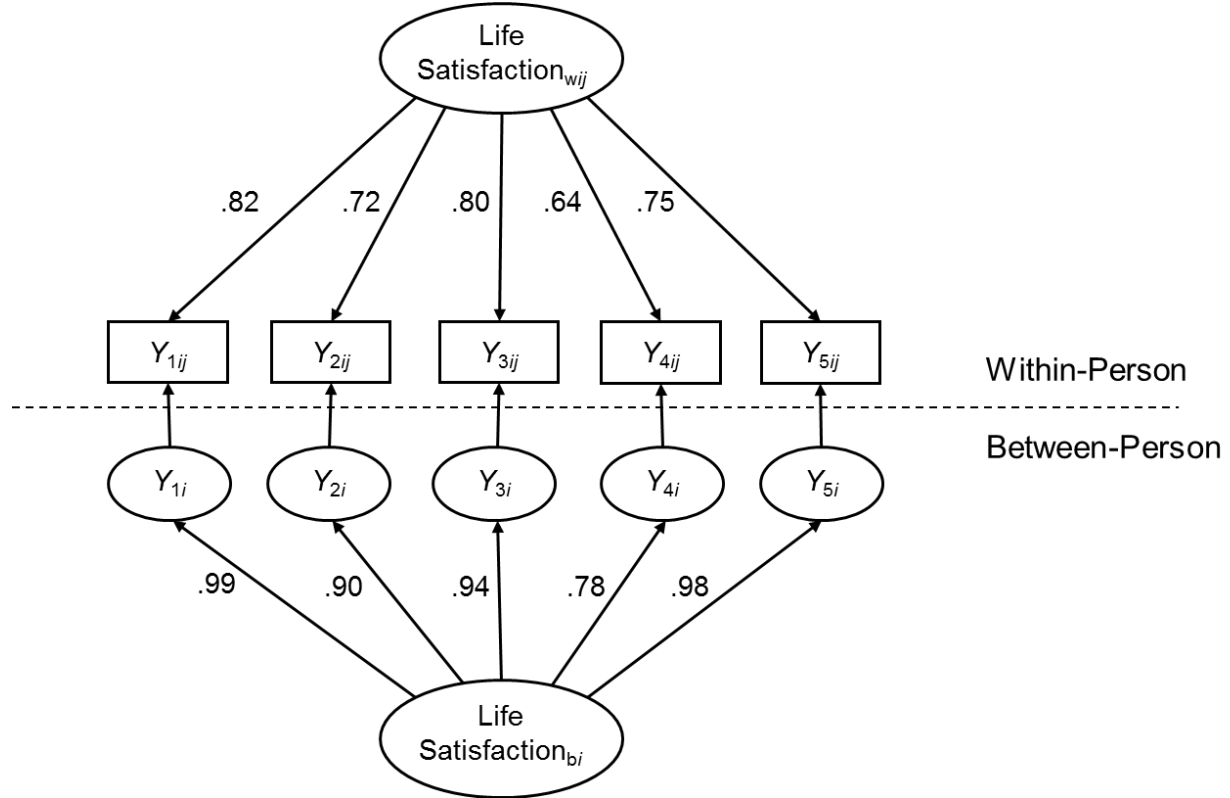 Life
Satisfaction_wij
.82 .72 .80 .64 .75
Y_1ij Y_2ij Y_3ij Y_4ij Y_5ij
Within-Person
Between-Person
Y_1i Y_2i Y_3i Y_4i Y_5i
.99 .90 .94 .78 .98
Life
Satisfaction_bi